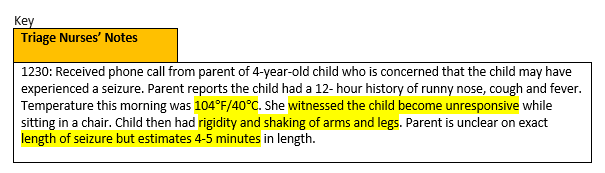 Key
Triage Nurses' Notes
1230: Received phone call from parent of 4-year-old child who is concerned that the child may have
experienced a seizure. Parent reports the child had a 12- hour history of runny nose, cough and fever.
Temperature this morning was 104°F/40°C. She witnessed the child become unresponsive while
sitting in a chair. Child then had rigidity and shaking of arms and legs. Parent is unclear on exact
length of seizure but estimates 4-5 minutes in length.